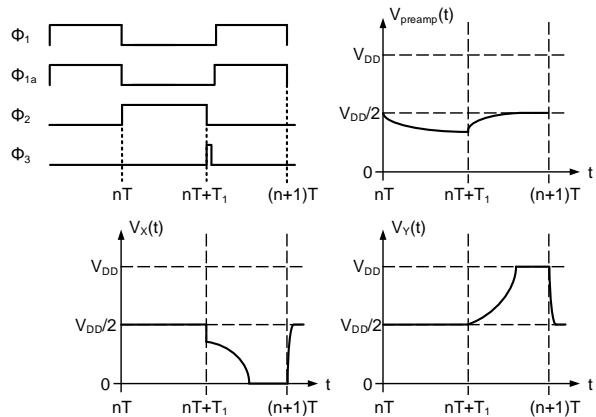 Φ1
Φ1a
Φ2
Φ3
nT nT+T1 (n+1)T
Vpreamp(t)
VDD
VDD/2
0
t
nT nT+T1 (n+1)T
VX(t)
VDD
VDD/2
0
t
nT nT+T1 (n+1)T
VY(t)
VDD
VDD/2
0
t
nT nT+T1 (n+1)T